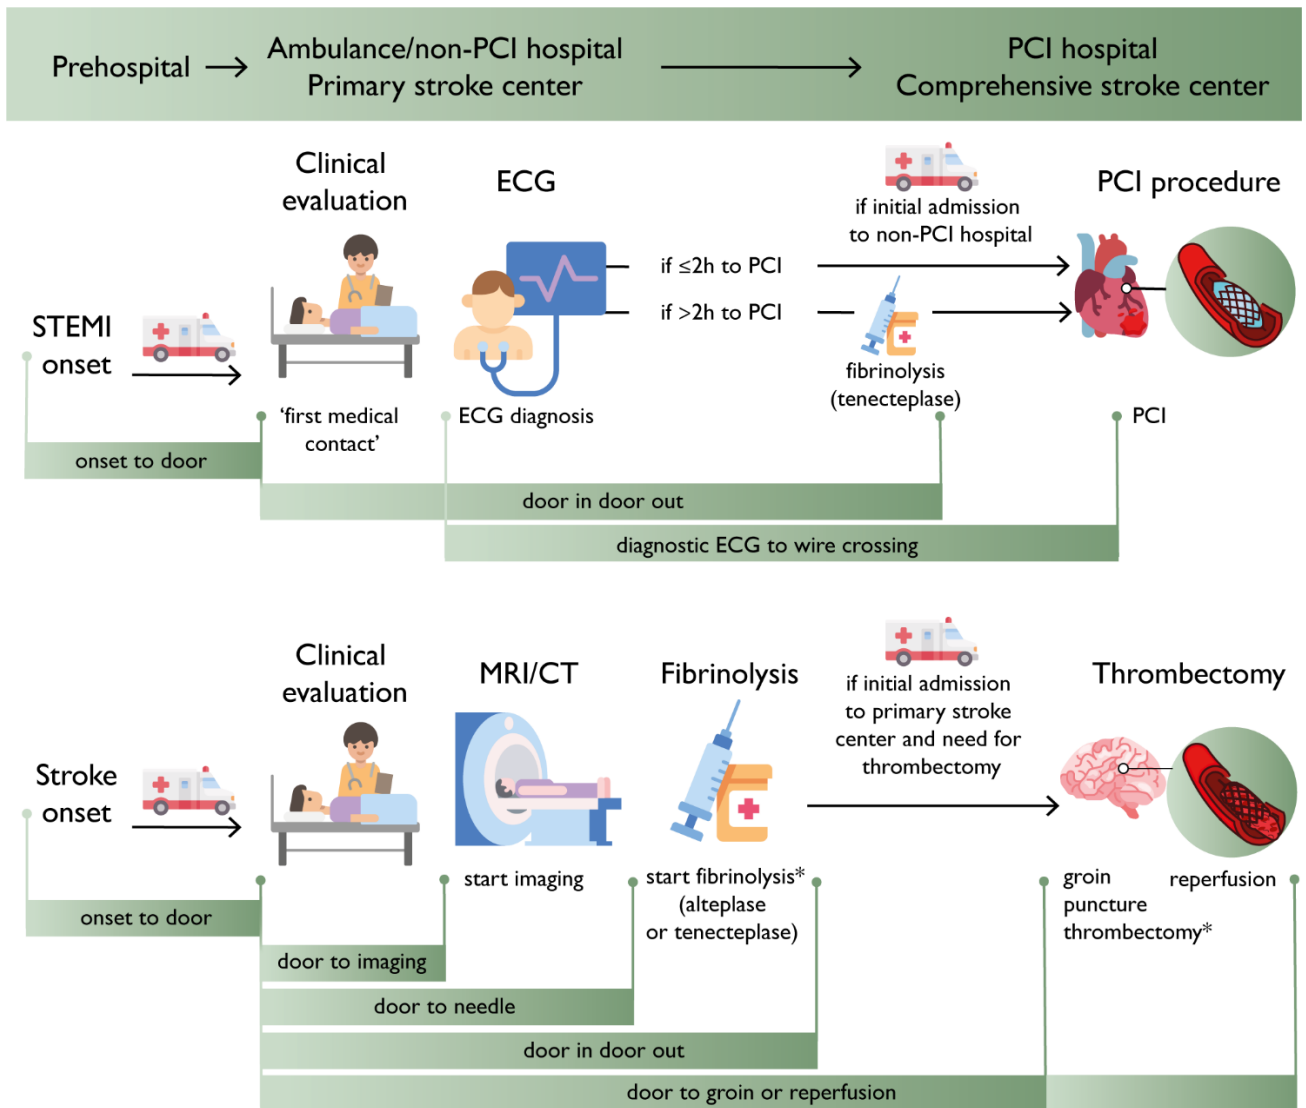 Prehospital
Ambulance/non-PCI hospital
Primary stroke center
PCI hospital
Comprehensive stroke center
Clinical
evaluation
ECG
if initial admission
to non-PCI hospital
PCI procedure
STEMI
onset
if ≤2h to PCI
if >2h to PCI
fibrinolysis
(tenecteplase)
‘first medical
contact’
ECG diagnosis
PCI
onset to door
door in door out
diagnostic ECG to wire crossing
Clinical
evaluation
MRI/CT
Fibrinolysis
if initial admission
to primary stroke
center and need for
thrombectomy
Thrombectomy
Stroke
onset
start imaging
start fibrinolysis*
(alteplase
or tenecteplase)
groin
puncture
thrombectomy*
reperfusion
onset to door
door to imaging
door to needle
door in door out
door to groin or reperfusion